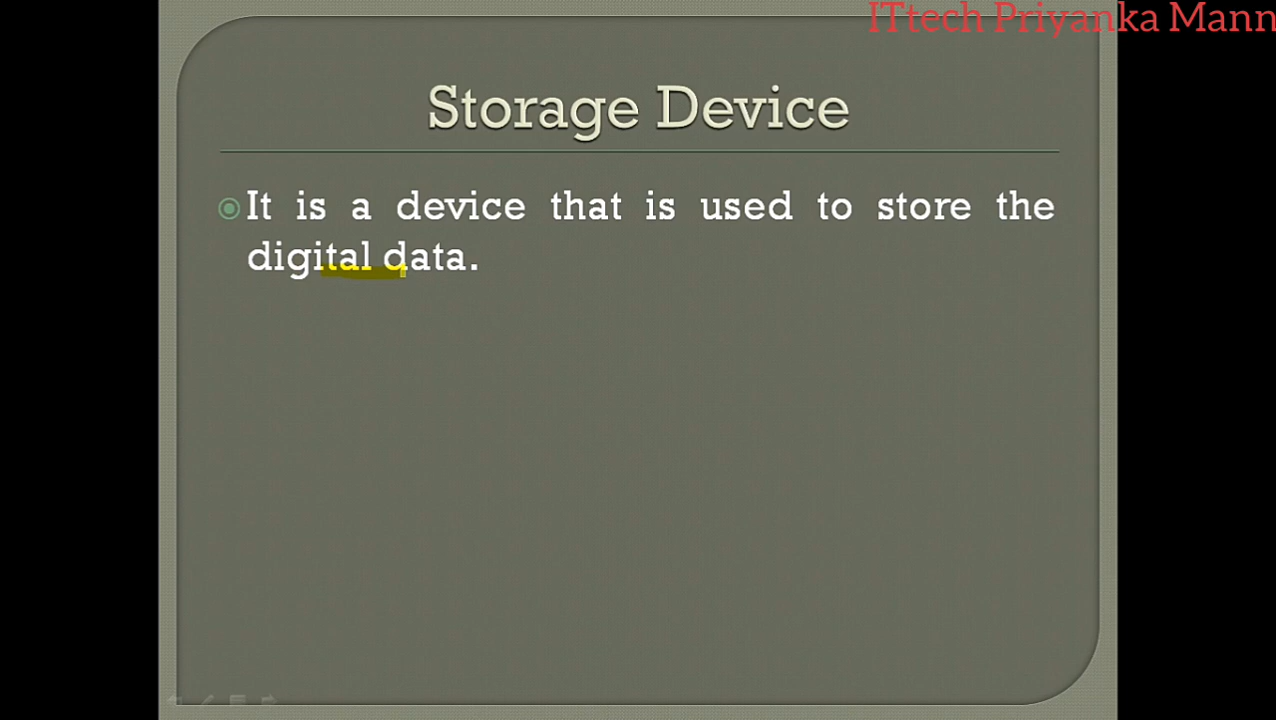 ITtech Priyanka Mann
Storage Device
It is a device that is used to store the
digital data.